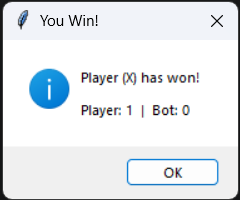 You Win!
Player (X) has won!
Player: 1 | Bot: 0
OK